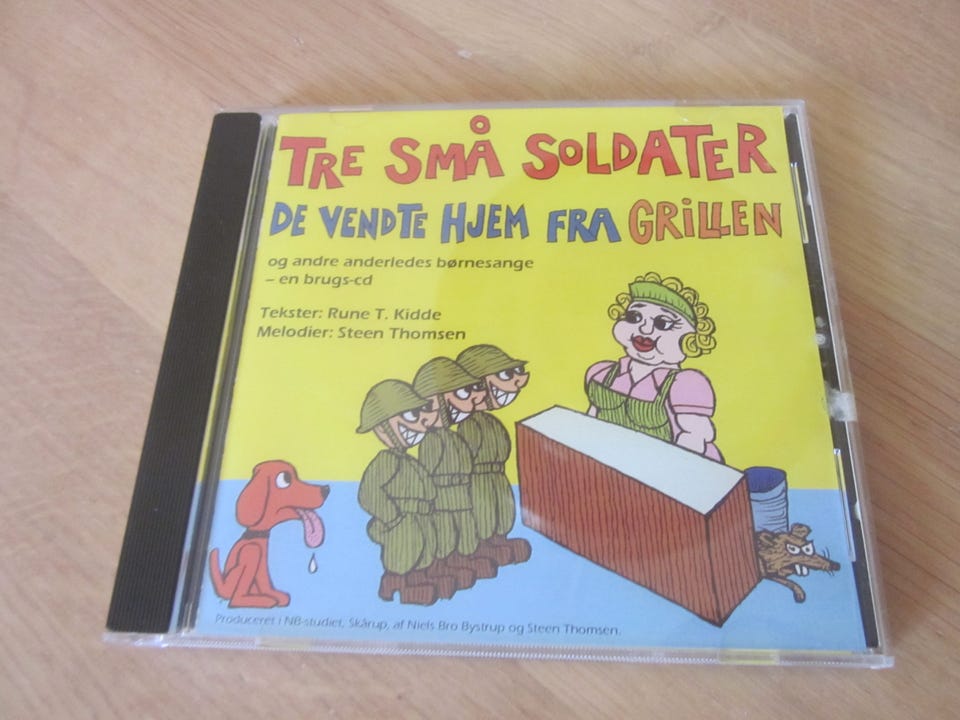 TRE SMÅ SOLDATER
DE VENDTE HJEM FRA GRILLEN
og andre anderledes børnesange
– en brugs-cd
Tekster: Rune T. Kidde
Melodier: Steen Thomsen
Produceret i NB-studiet, Skårup, af Niels Bro Bystrup og Steen Thomsen.